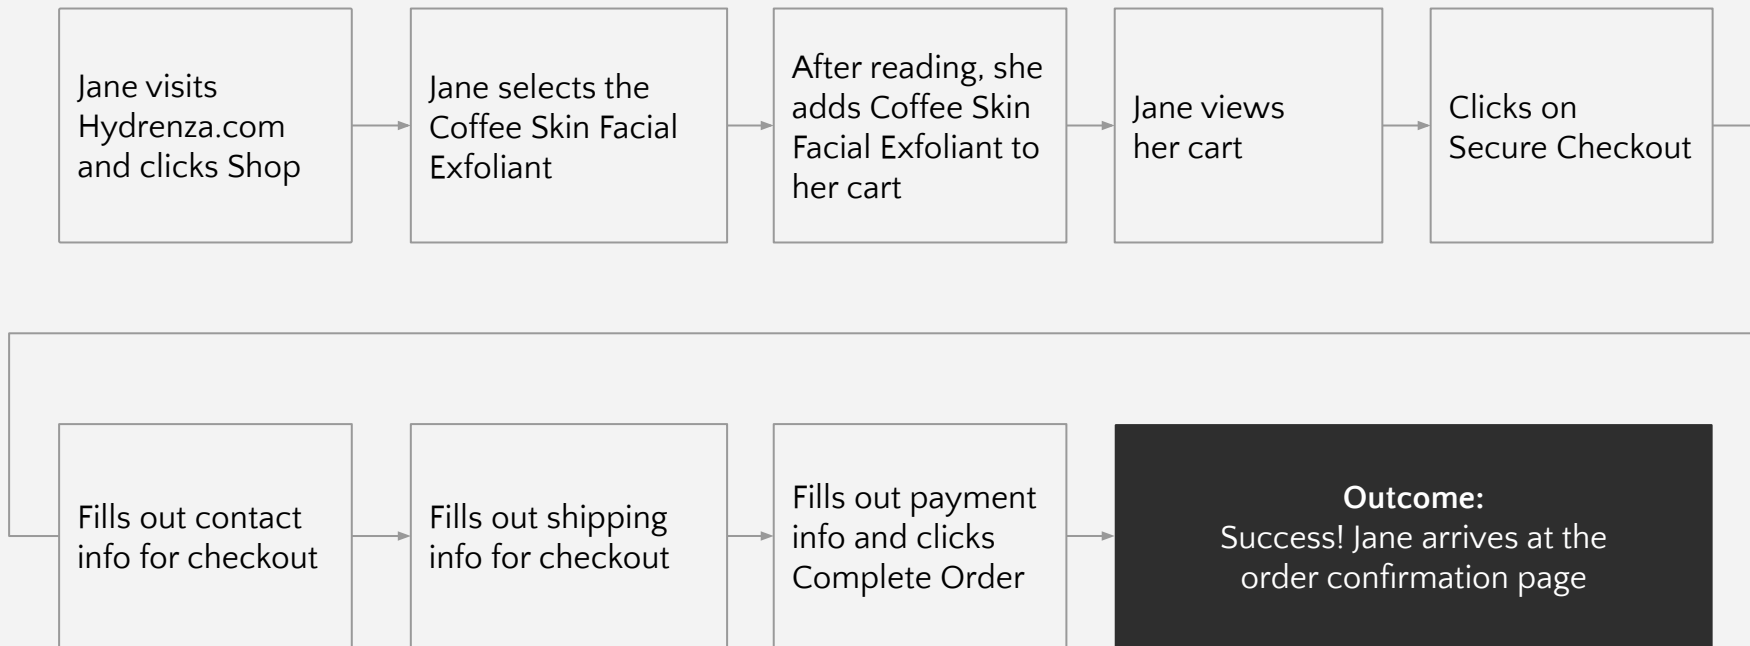 Jane visits
Hydrenza.com
and clicks Shop
Jane selects the
Coffee Skin Facial
Exfoliant
After reading, she
adds Coffee Skin
Facial Exfoliant to
her cart
Jane views
her cart
Clicks on
Secure Checkout
Fills out contact
info for checkout
Fills out shipping
info for checkout
Fills out payment
info and clicks
Complete Order
Outcome:
Success! Jane arrives at the
order confirmation page